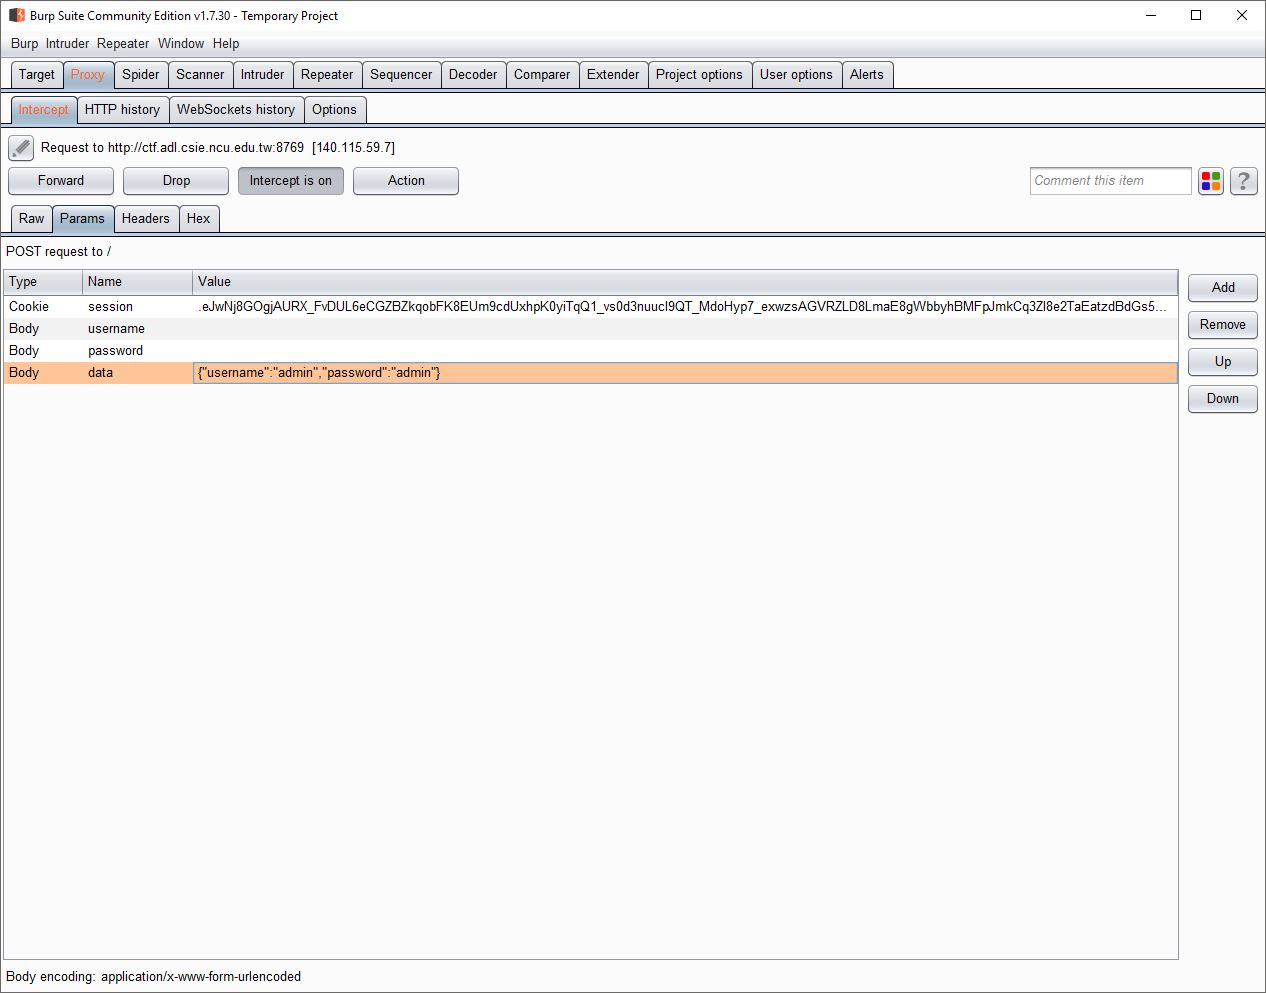 Burp Suite Community Edition v1.7.30 - Temporary Project
Burp Intruder Repeater Window Help
Target Proxy Spider Scanner Intruder Repeater Sequencer Decoder Comparer Extender Project options User options Alerts
Intercept HTTP history WebSockets history Options
Request to http://ctf.adl.csie.ncu.edu.tw:8769 [140.115.59.7]
Forward Drop Intercept is on Action Comment this item ?
Raw Params Headers Hex
POST request to /
Type Name Value
Add
Cookie session .eJwNj8GOgjAURX_FvDUL6eCGZBZkqobFK8EUm9cdUxhpK0yiTqQ1_vs0d3nuucI9QT_MdoHyp7_exwzsAGVRZLD8LmaE8gWbbyhBMFpJmkCq3ZI8e2TaEatzdBdGs5...
Body username
Remove
Body password
Up
Body data {"username":"admin","password":"admin"}
Down
Body encoding: application/x-www-form-urlencoded